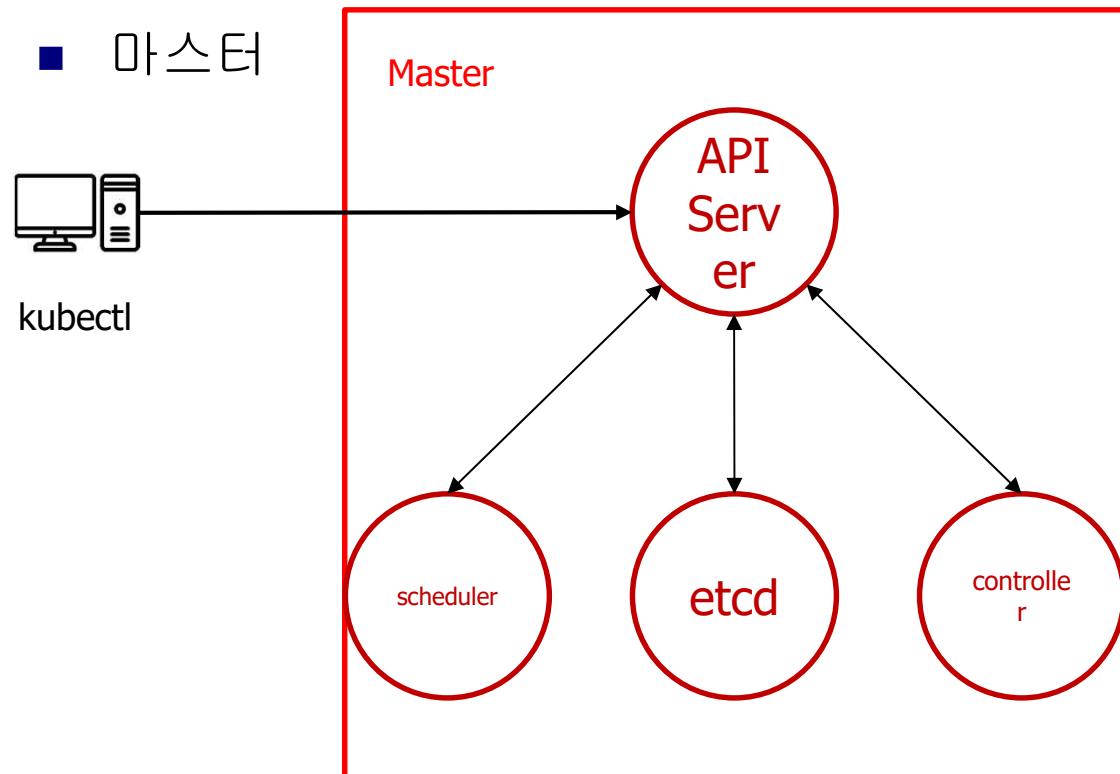 마스터
Master
API
Serv
er
kubectl
scheduler
etcd
controlle
r